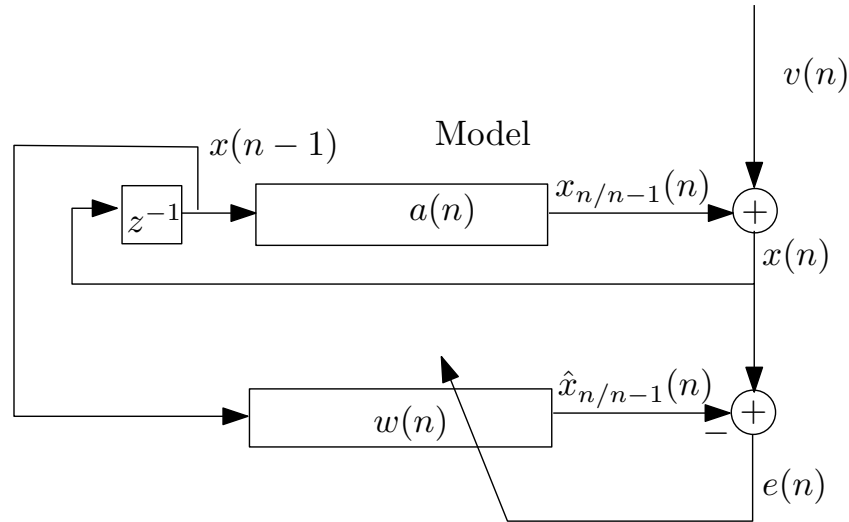 v(n)
Model
x(n − 1)
z⁻¹
a(n)
x_{n/n−1}(n)
+
x(n)
x̂_{n/n−1}(n)
w(n)
+
−
e(n)